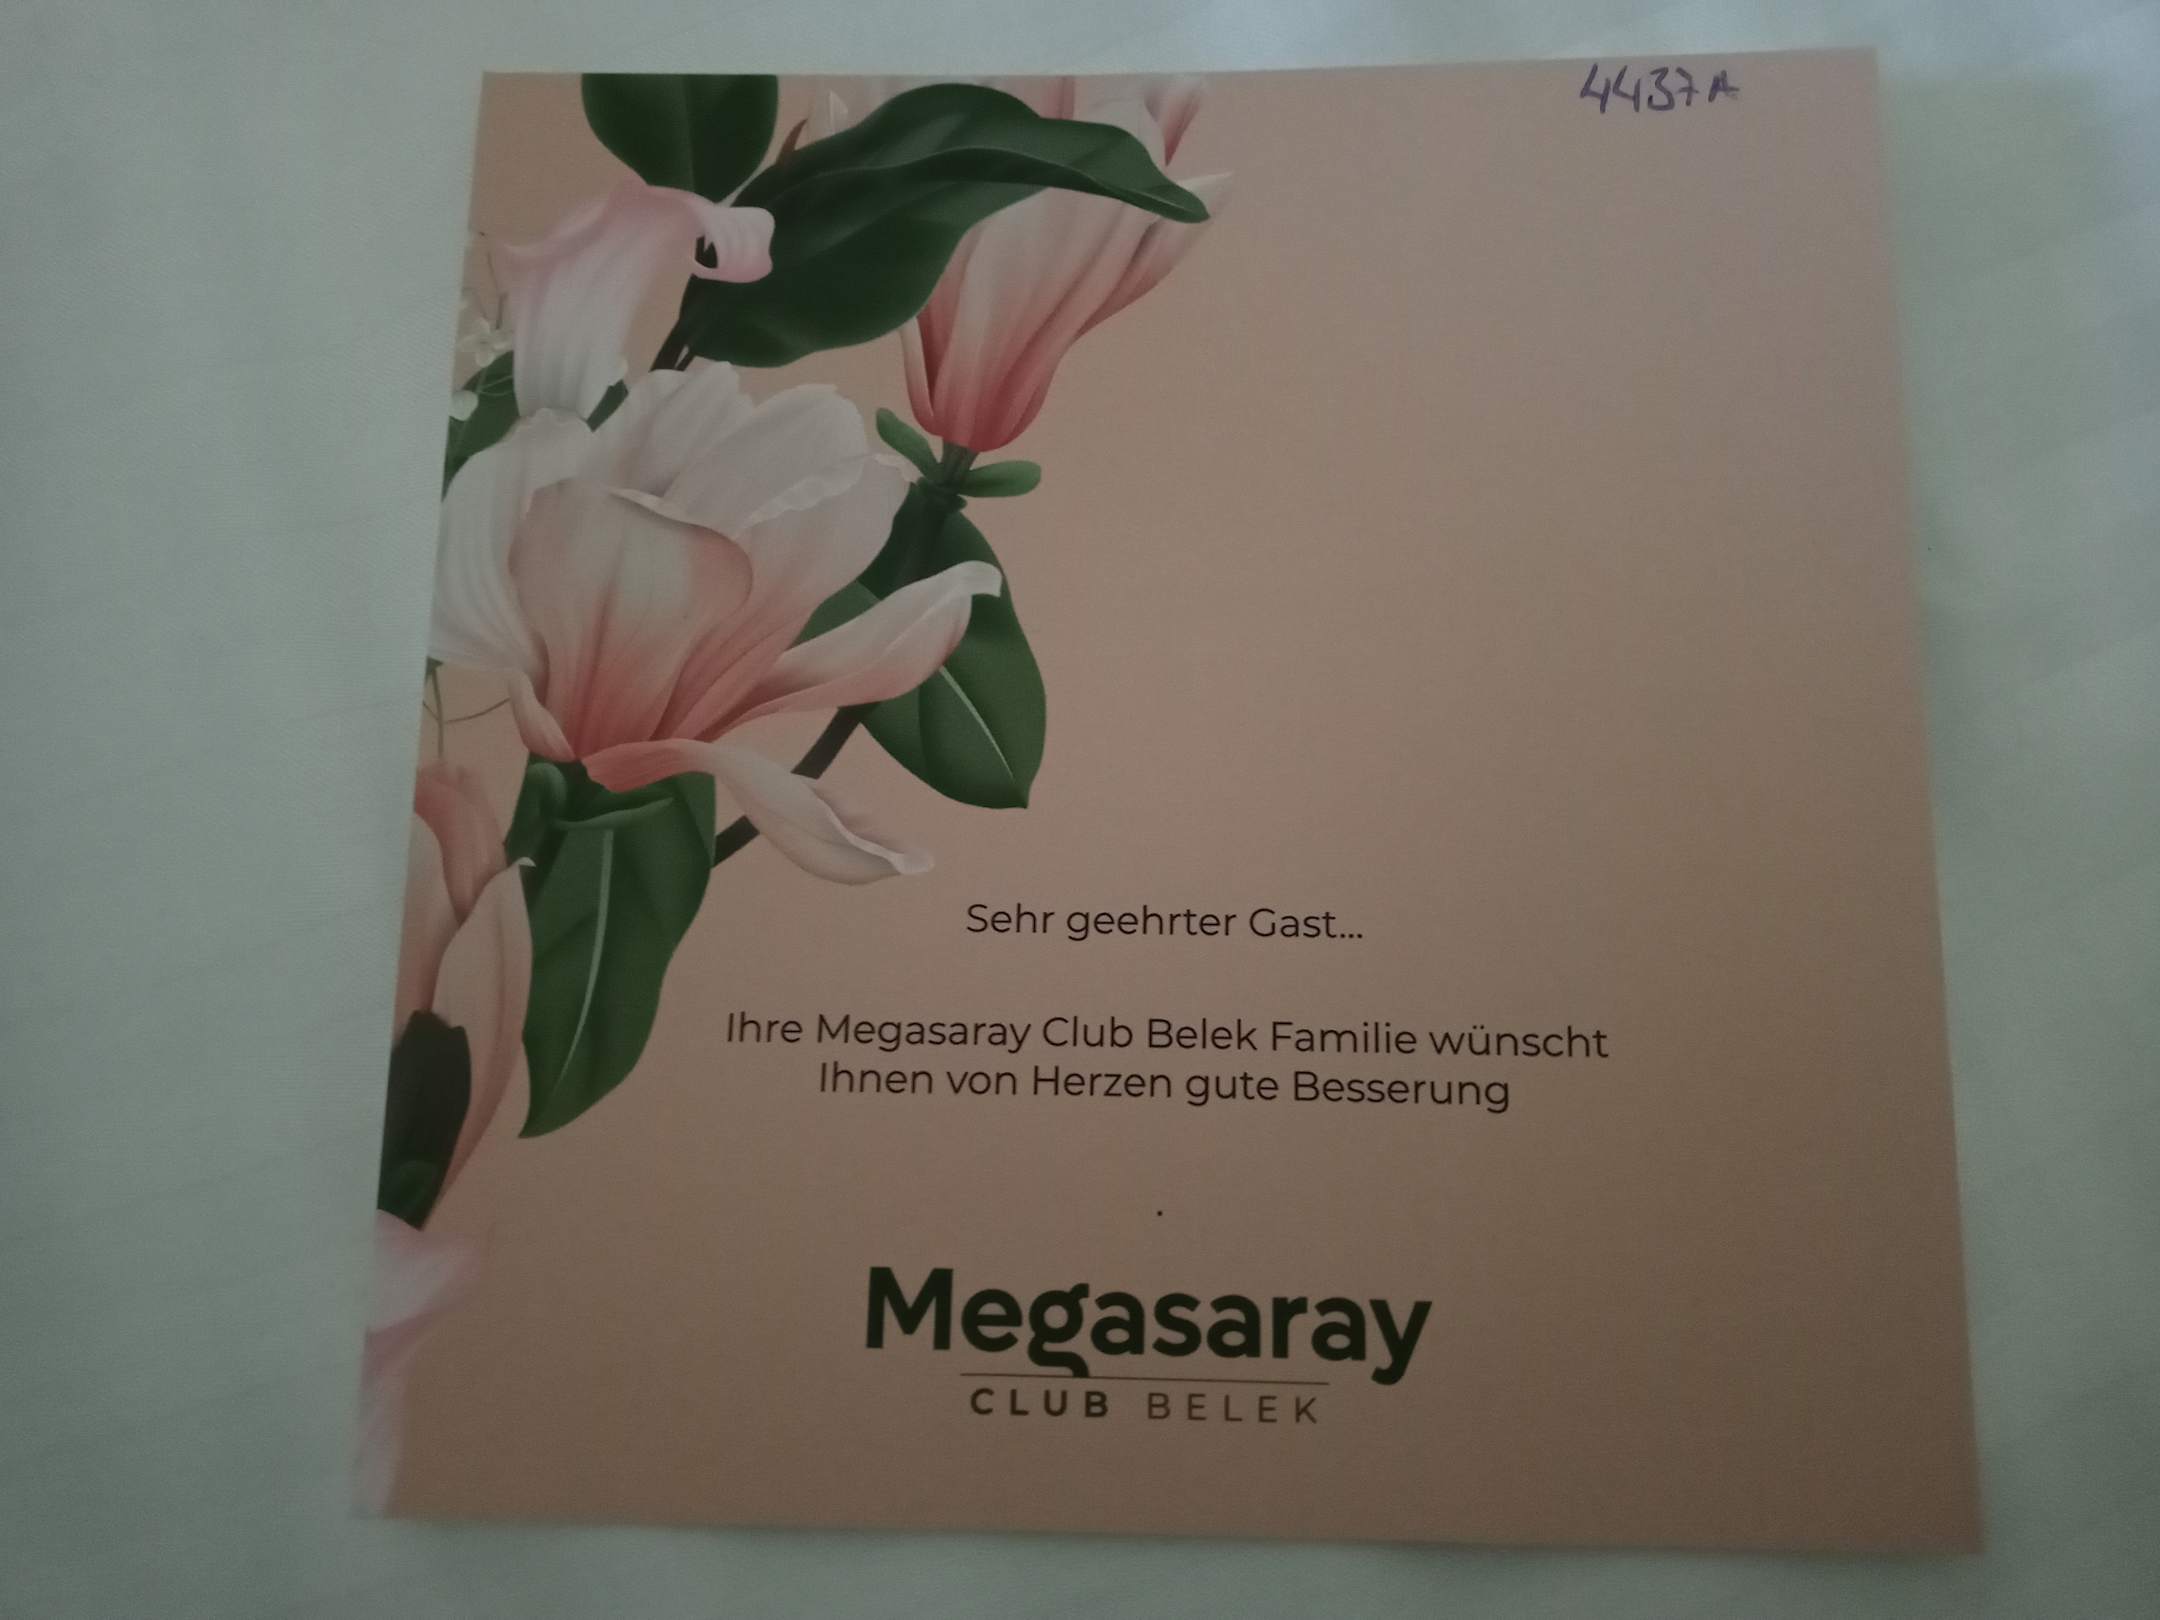 4437A
Sehr geehrter Gast...
Ihre Megasaray Club Belek Familie wünscht
Ihnen von Herzen gute Besserung
.
Megasaray
CLUB BELEK